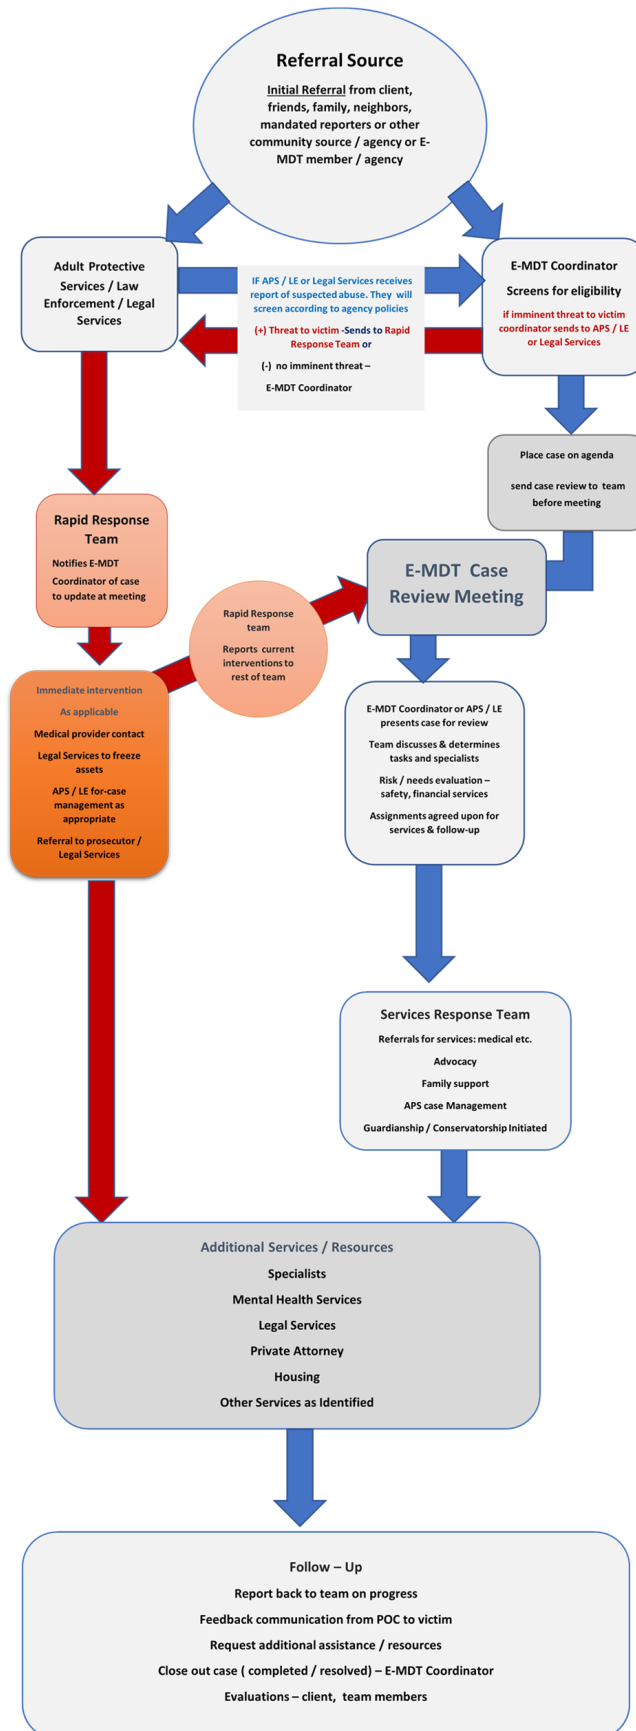 Referral Source
Initial Referral from client,
friends, family, neighbors,
mandated reporters or other
community source / agency or E-
MDT member / agency
Adult Protective
Services / Law
Enforcement / Legal
Services
IF APS / LE or Legal Services receives
report of suspected abuse. They will
screen according to agency policies
(+) Threat to victim -Sends to Rapid
Response Team or
(-) no imminent threat –
E-MDT Coordinator
E-MDT Coordinator
Screens for eligibility
if imminent threat to victim
coordinator sends to APS / LE
or Legal Services
Place case on agenda
send case review to team
before meeting
Rapid Response
Team
Notifies E-MDT
Coordinator of case
to update at meeting
E-MDT Case
Review Meeting
Rapid Response
team
Reports current
interventions to
rest of team
Immediate intervention
As applicable
Medical provider contact
Legal Services to freeze
assets
APS / LE for-case
management as
appropriate
Referral to prosecutor /
Legal Services
E-MDT Coordinator or APS / LE
presents case for review
Team discusses & determines
tasks and specialists
Risk / needs evaluation –
safety, financial services
Assignments agreed upon for
services & follow-up
Services Response Team
Referrals for services: medical etc.
Advocacy
Family support
APS case Management
Guardianship / Conservatorship Initiated
Additional Services / Resources
Specialists
Mental Health Services
Legal Services
Private Attorney
Housing
Other Services as Identified
Follow – Up
Report back to team on progress
Feedback communication from POC to victim
Request additional assistance / resources
Close out case ( completed / resolved) – E-MDT Coordinator
Evaluations – client, team members